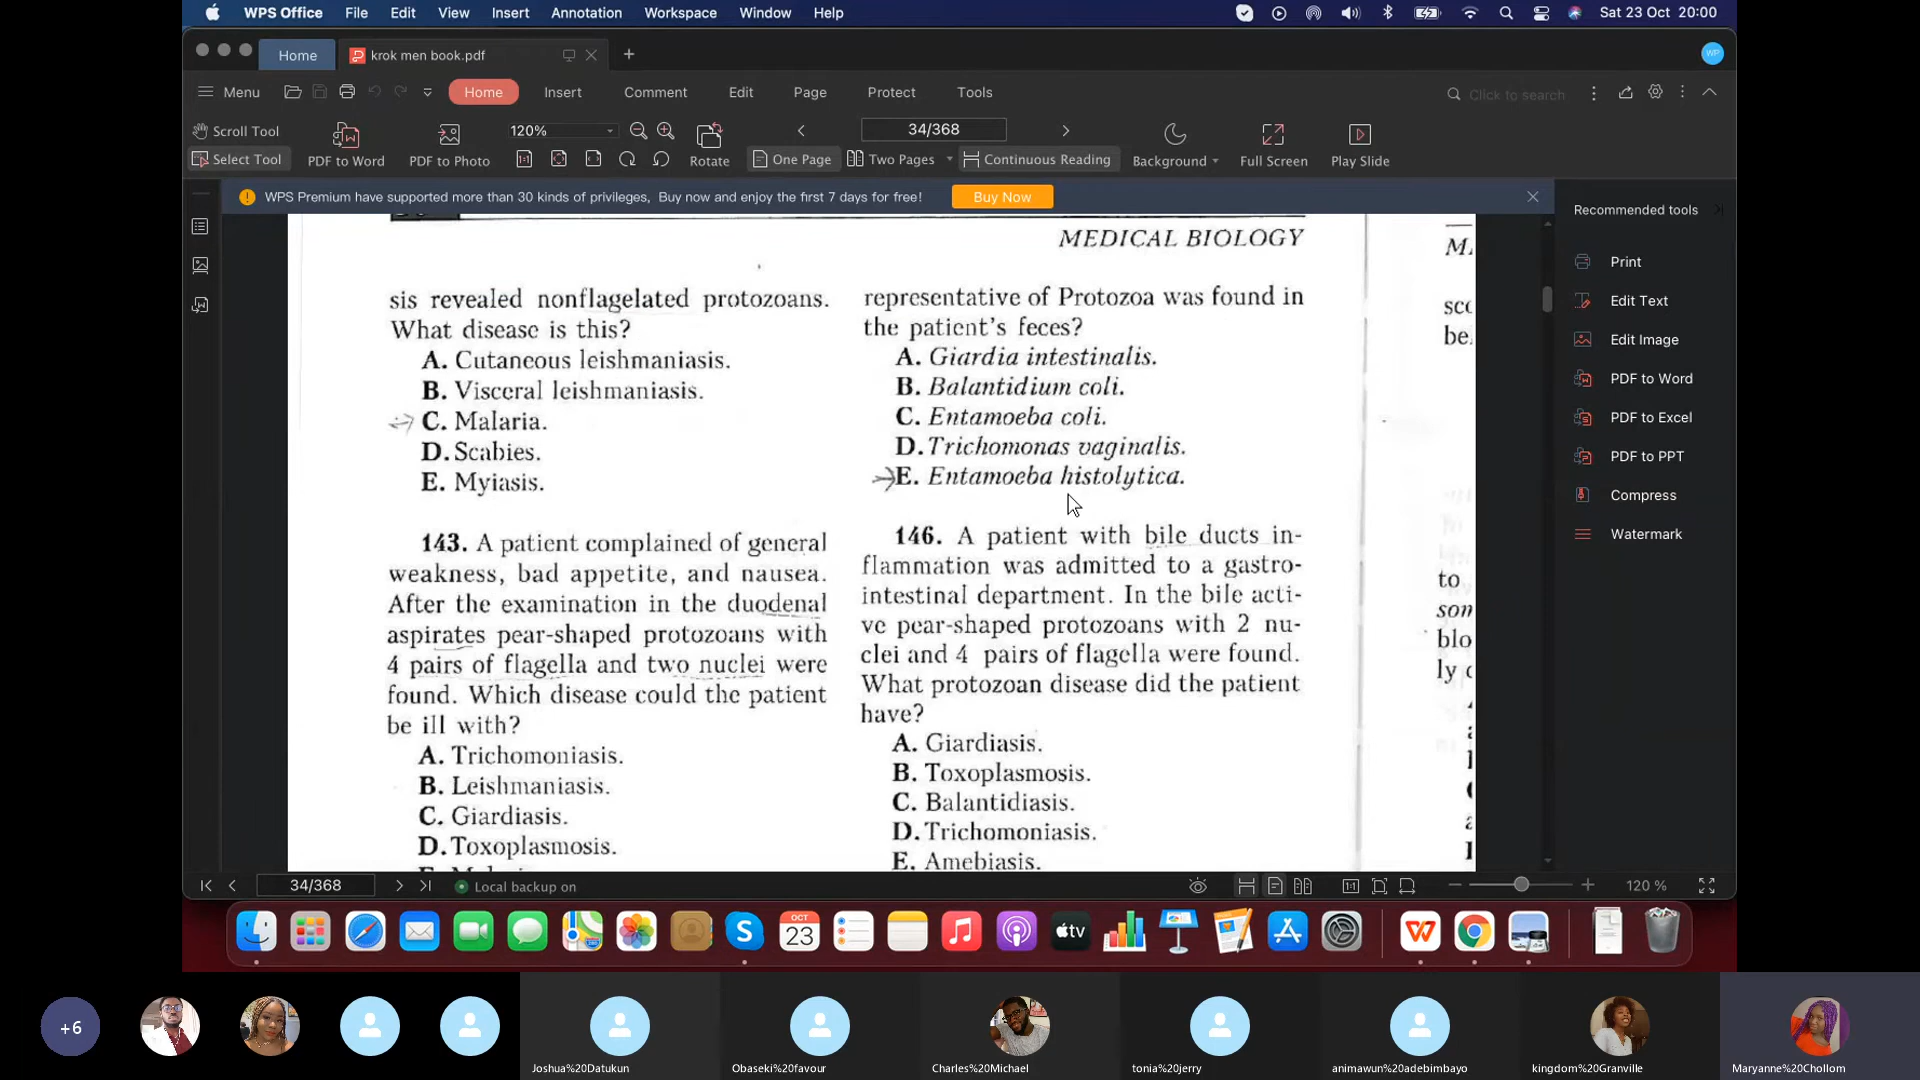 WPS Office File Edit View Insert Annotation Workspace Window Help Sat 23 Oct 20:00
Home krok men book.pdf WP
Menu Home Insert Comment Edit Page Protect Tools Click to search
Scroll Tool 120% 34/368
Select Tool PDF to Word PDF to Photo Rotate One Page Two Pages Continuous Reading Background Full Screen Play Slide
WPS Premium have supported more than 30 kinds of privileges, Buy now and enjoy the first 7 days for free! Buy Now
MEDICAL BIOLOGY
sis revealed nonflagelated protozoans.
What disease is this?
A. Cutaneous leishmaniasis.
B. Visceral leishmaniasis.
C. Malaria.
D. Scabies.
E. Myiasis.
143. A patient complained of general
weakness, bad appetite, and nausea.
After the examination in the duodenal
aspirates pear-shaped protozoans with
4 pairs of flagella and two nuclei were
found. Which disease could the patient
be ill with?
A. Trichomoniasis.
B. Leishmaniasis.
C. Giardiasis.
D. Toxoplasmosis.
representative of Protozoa was found in
the patient's feces?
A. Giardia intestinalis.
B. Balantidium coli.
C. Entamoeba coli.
D. Trichomonas vaginalis.
E. Entamoeba histolytica.
146. A patient with bile ducts in-
flammation was admitted to a gastro-
intestinal department. In the bile acti-
ve pear-shaped protozoans with 2 nu-
clei and 4 pairs of flagella were found.
What protozoan disease did the patient
have?
A. Giardiasis.
B. Toxoplasmosis.
C. Balantidiasis.
D. Trichomoniasis.
E. Amebiasis.
to
Recommended tools
Print
Edit Text
Edit Image
PDF to Word
PDF to Excel
PDF to PPT
Compress
Watermark
34/368 Local backup on 120 %
OCT
23
tv
+6
Joshua%20Datukun Obaseki%20favour Charles%20Michael tonia%20jerry animawun%20adebimbayo kingdom%20Granville Maryanne%20Chollom